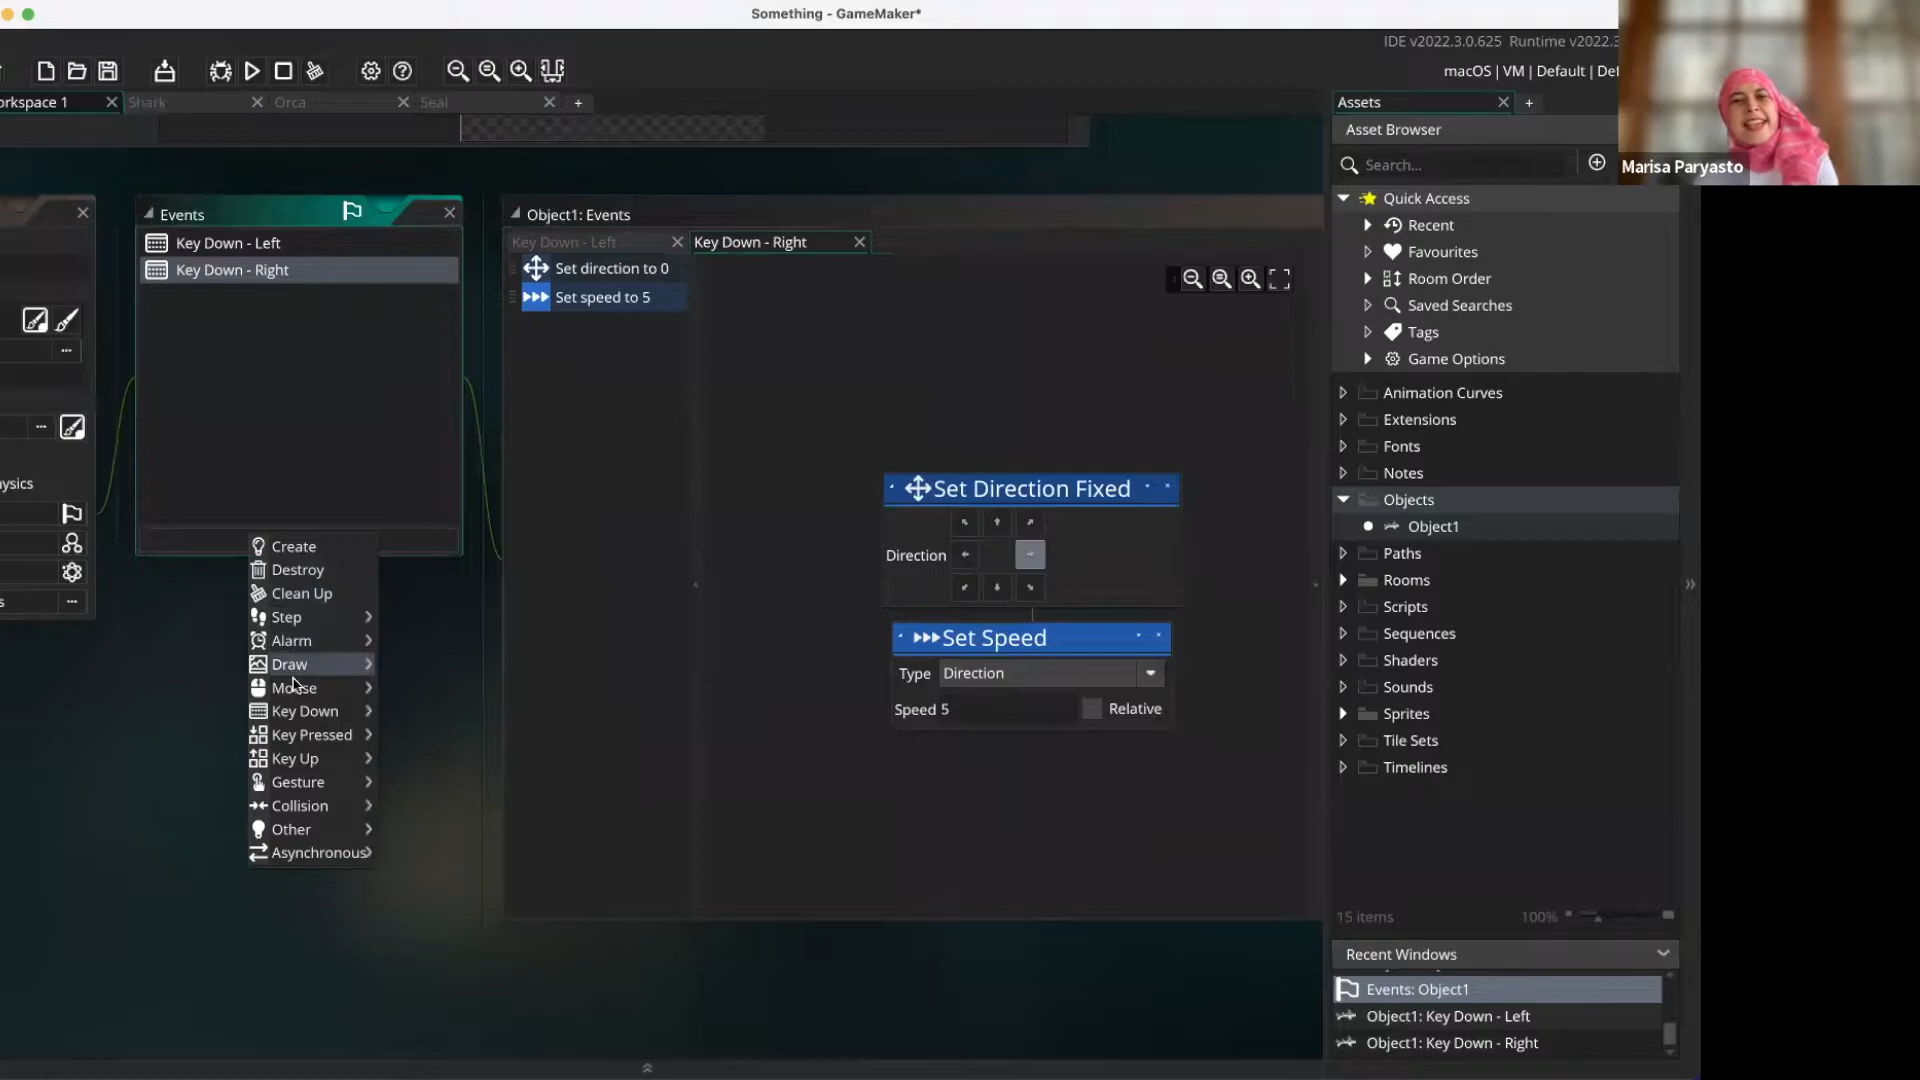 Something - GameMaker*
IDE v2022.3.0.625 Runtime v2022.3
macOS | VM | Default | Def
orkspace 1
Shark
Orca
Seal
Assets
Asset Browser
Search...
Marisa Paryasto
Quick Access
Recent
Favourites
Room Order
Saved Searches
Tags
Game Options
Animation Curves
Extensions
Fonts
Notes
Objects
Object1
Paths
Rooms
Scripts
Sequences
Shaders
Sounds
Sprites
Tile Sets
Timelines
15 items 100%
Recent Windows
Events: Object1
Object1: Key Down - Left
Object1: Key Down - Right
ysics
s
Events
Key Down - Left
Key Down - Right
Create
Destroy
Clean Up
Step
Alarm
Draw
Mouse
Key Down
Key Pressed
Key Up
Gesture
Collision
Other
Asynchronous
Object1: Events
Key Down - Left
Key Down - Right
Set direction to 0
Set speed to 5
Set Direction Fixed
Direction
Set Speed
Type Direction
Speed 5 Relative